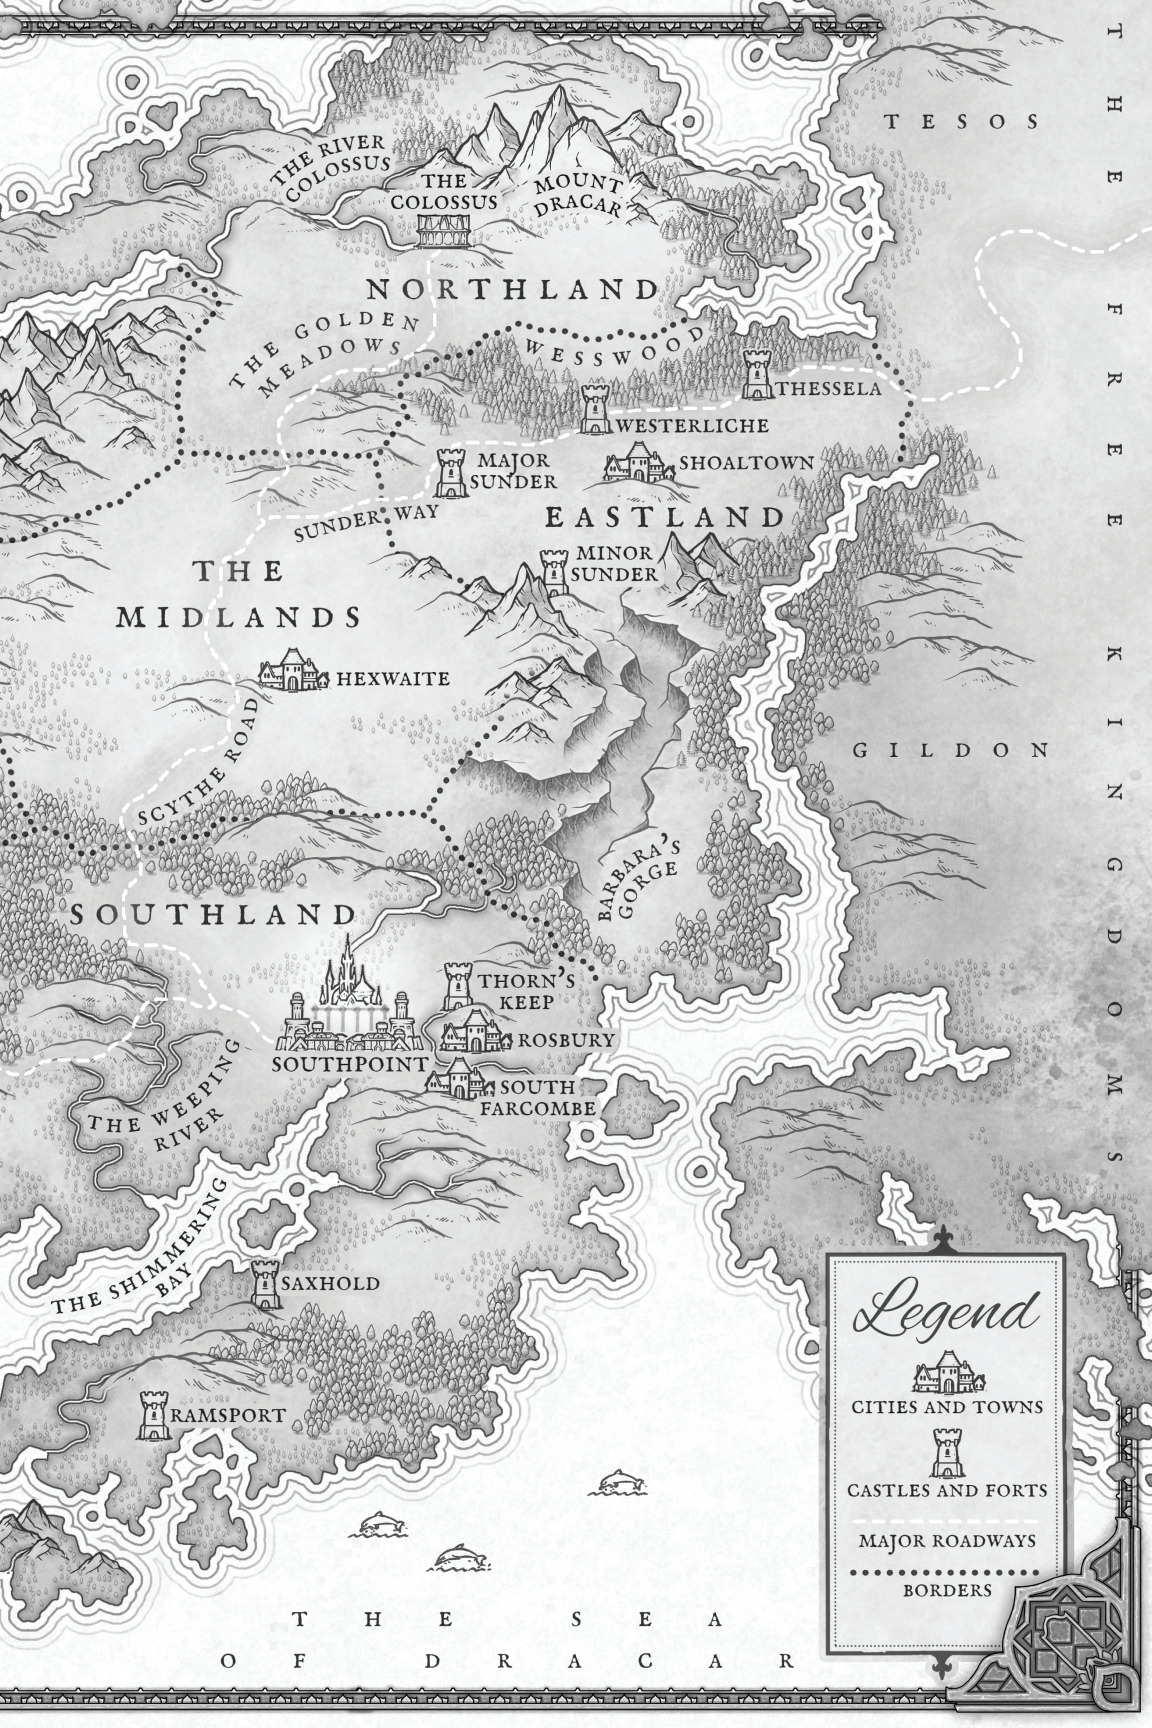 TESOS
THE FREE KINGDOMS
THE RIVER
COLOSSUS
THE
COLOSSUS
MOUNT
DRACAR
NORTHLAND
THE GOLDEN
MEADOWS
WESSWOOD
THESSELA
WESTERLICHE
MAJOR
SUNDER
SHOALTOWN
SUNDER WAY
EASTLAND
MINOR
SUNDER
THE
MIDLANDS
HEXWAITE
SCYTHE ROAD
GILDON
BARBARA'S
GORGE
SOUTHLAND
THORN'S
KEEP
ROSBURY
SOUTHPOINT
SOUTH
FARCOMBE
THE WEEPING
RIVER
THE SHIMMERING
BAY
SAXHOLD
RAMSPORT
THE SEA
OF DRACAR
Legend
CITIES AND TOWNS
CASTLES AND FORTS
MAJOR ROADWAYS
BORDERS